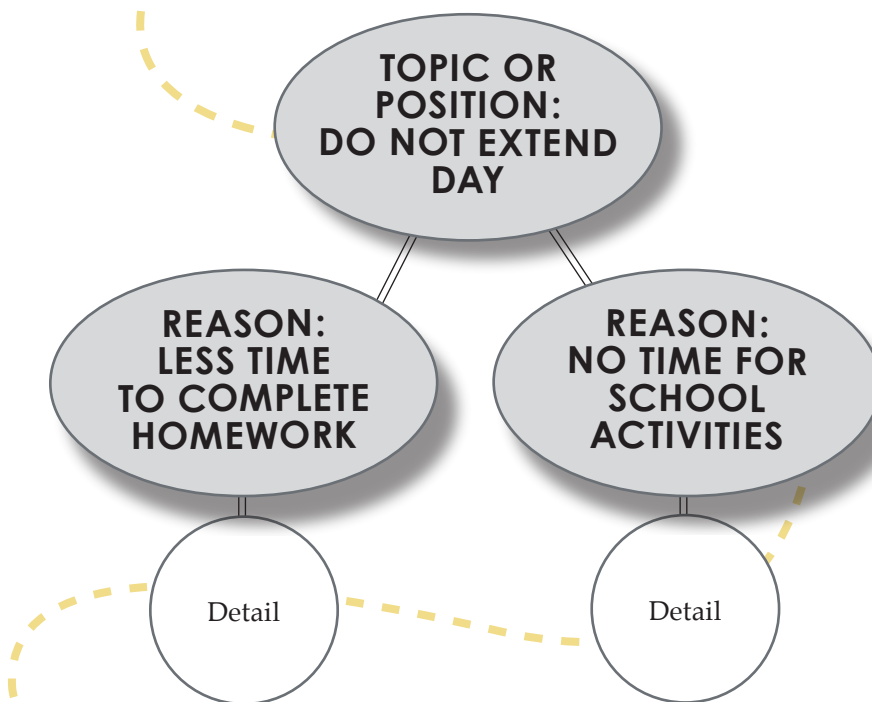 TOPIC OR
POSITION:
DO NOT EXTEND
DAY
REASON:
LESS TIME
TO COMPLETE
HOMEWORK
REASON:
NO TIME FOR
SCHOOL
ACTIVITIES
Detail
Detail